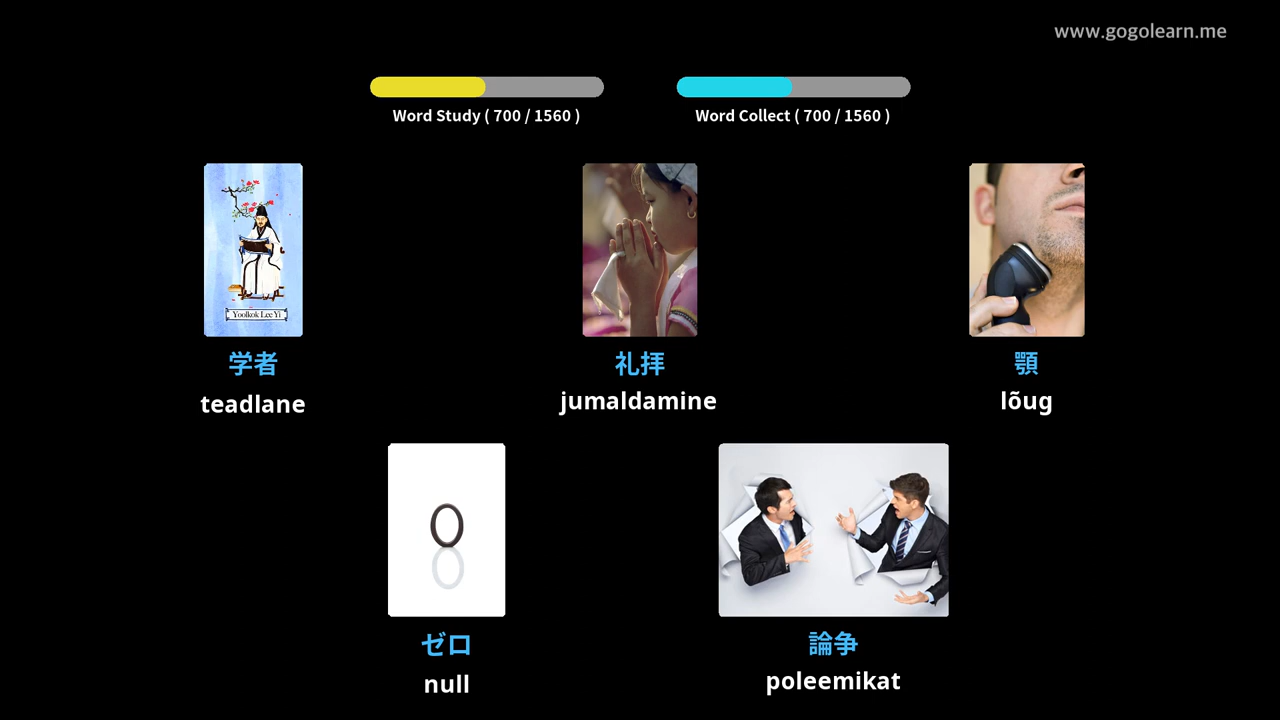 www.gogolearn.me
Word Study ( 700 / 1560 )
Word Collect ( 700 / 1560 )
Yoolkok Lee Yi
学者
teadlane
礼拝
jumaldamine
顎
lõug
ゼロ
null
論争
poleemikat